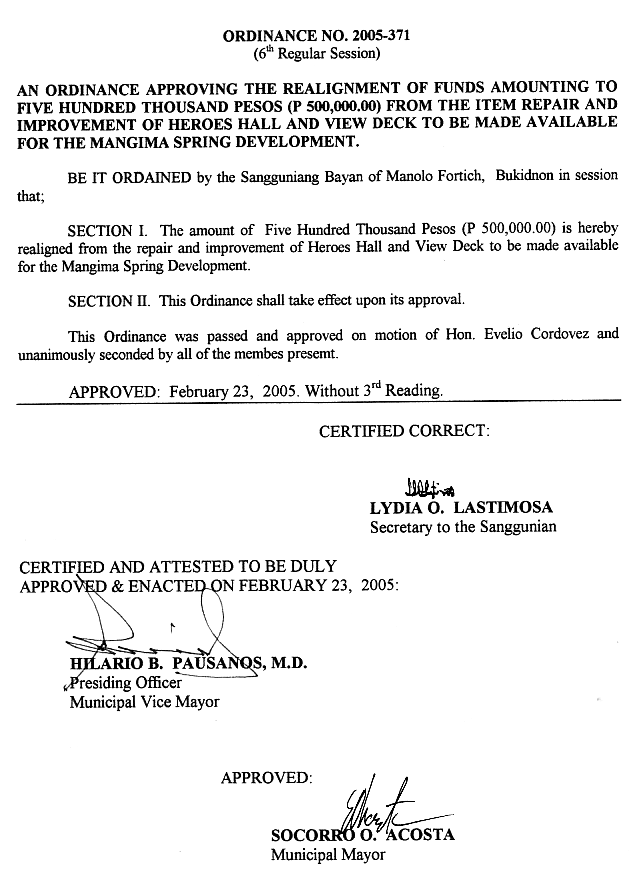 ORDINANCE NO. 2005-371
(6th Regular Session)
AN ORDINANCE APPROVING THE REALIGNMENT OF FUNDS AMOUNTING TO
FIVE HUNDRED THOUSAND PESOS (P 500,000.00) FROM THE ITEM REPAIR AND
IMPROVEMENT OF HEROES HALL AND VIEW DECK TO BE MADE AVAILABLE
FOR THE MANGIMA SPRING DEVELOPMENT.
BE IT ORDAINED by the Sangguniang Bayan of Manolo Fortich, Bukidnon in session
that;
SECTION I. The amount of Five Hundred Thousand Pesos (P 500,000.00) is hereby
realigned from the repair and improvement of Heroes Hall and View Deck to be made available
for the Mangima Spring Development.
SECTION II. This Ordinance shall take effect upon its approval.
This Ordinance was passed and approved on motion of Hon. Evelio Cordovez and
unanimously seconded by all of the membes presemt.
APPROVED: February 23, 2005. Without 3rd Reading.
CERTIFIED CORRECT:
LYDIA O. LASTIMOSA
Secretary to the Sanggunian
CERTIFIED AND ATTESTED TO BE DULY
APPROVED & ENACTED ON FEBRUARY 23, 2005:
HILARIO B. PAUSANOS, M.D.
Presiding Officer
Municipal Vice Mayor
APPROVED:
SOCORRO O. ACOSTA
Municipal Mayor